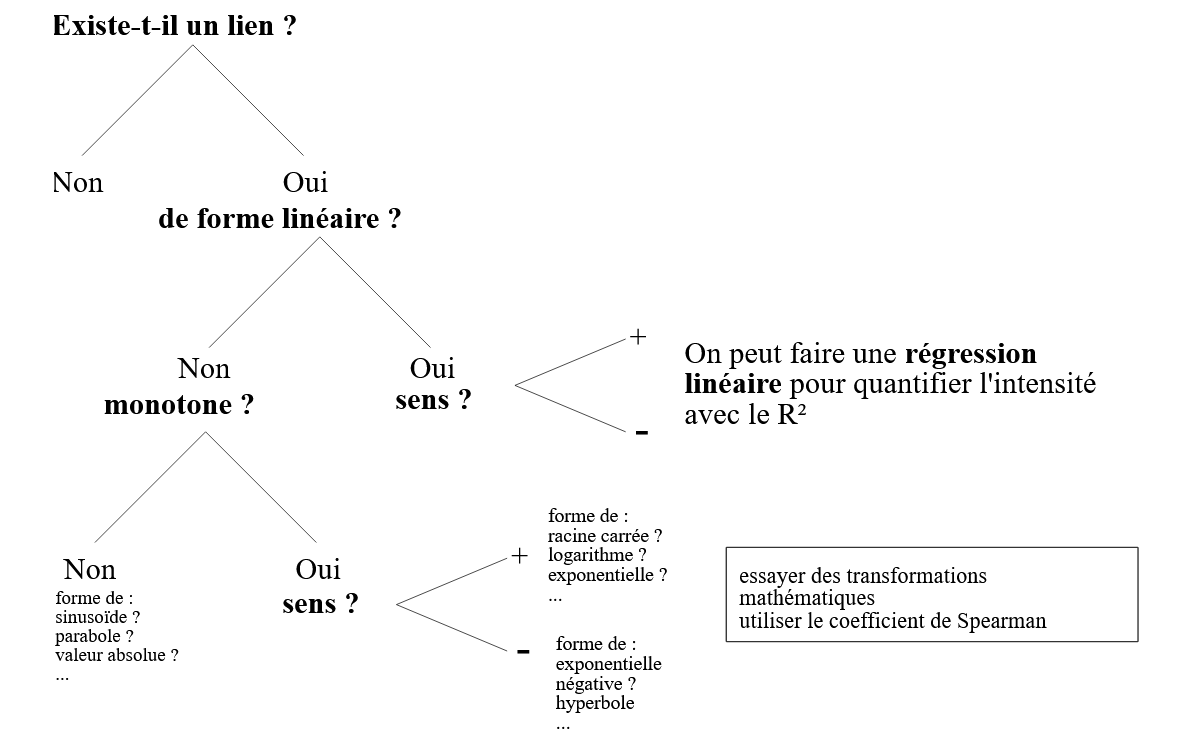 Existe-t-il un lien ?
Non
Oui
de forme linéaire ?
Non
monotone ?
Oui
sens ?
+
-
On peut faire une régression
linéaire pour quantifier l'intensité
avec le R²
Non
forme de :
sinusoïde ?
parabole ?
valeur absolue ?
...
Oui
sens ?
+
forme de :
racine carrée ?
logarithme ?
exponentielle ?
...
-
forme de :
exponentielle
négative ?
hyperbole
...
essayer des transformations
mathématiques
utiliser le coefficient de Spearman